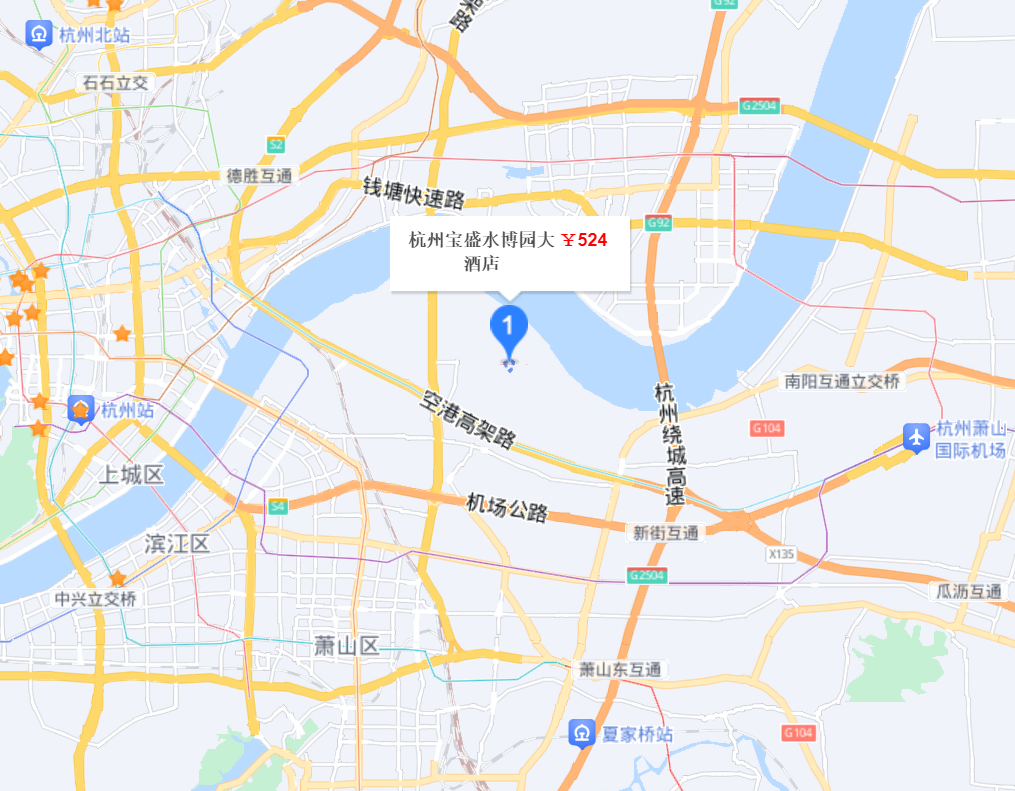 G92
架
路
杭州北站
石石立交
G2504
S2
德胜互通
钱塘快速路
G92
杭州宝盛水博园大 ￥524
酒店
1
南阳互通立交桥
杭州绕城高速
杭州站
空港高架路
G104
杭州萧山
国际机场
上城区
S4
机场公路
新街互通
滨江区
X135
G2504
中兴立交桥
瓜沥互通
萧山区
萧山东互通
夏家桥站
G104